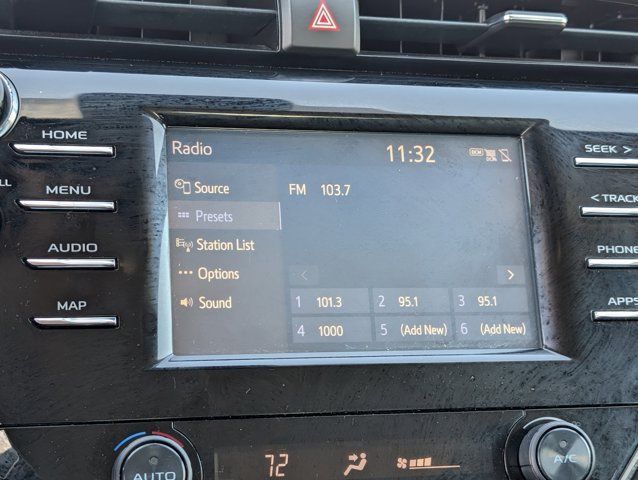 HOME
MENU
AUDIO
MAP
LL
Radio
11:32
DCM
Source
Presets
Station List
Options
Sound
FM 103.7
<
>
1 101.3 2 95.1 3 95.1
4 1000 5 (Add New) 6 (Add New)
SEEK >
< TRACK
PHONE
APPS
AUTO
72
A/C